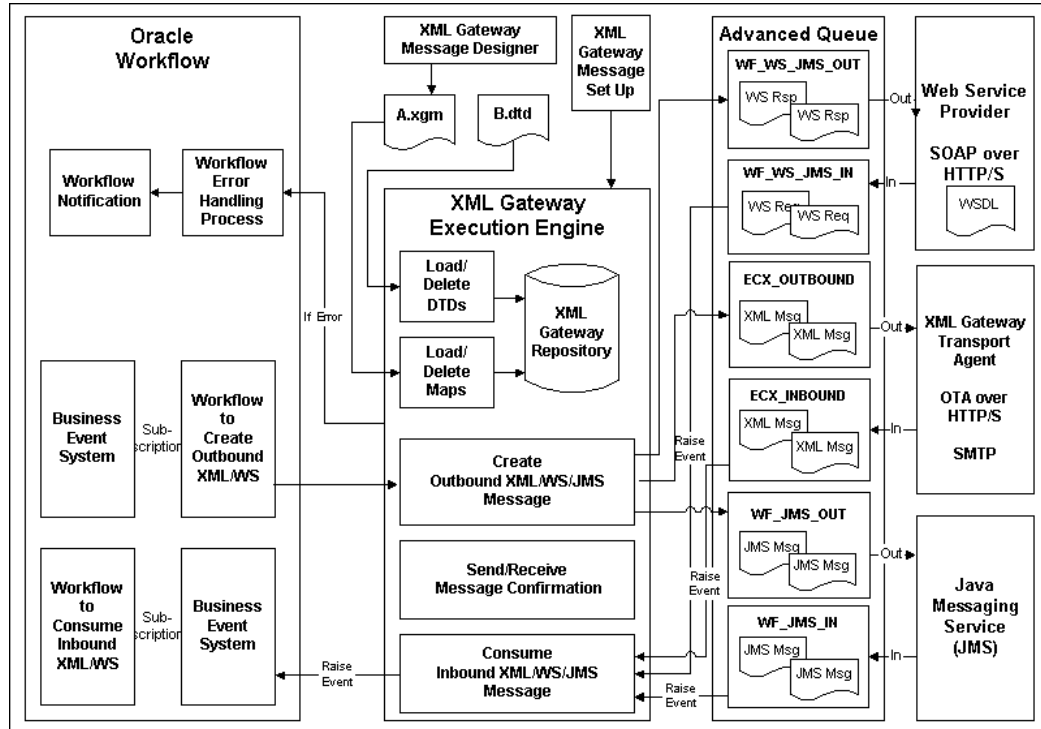 Oracle
Workflow
Workflow
Notification
Workflow
Error
Handling
Process
If Error
Business
Event
System
Sub-
scription
Workflow
to
Create
Outbound
XML/WS
Workflow
to
Consume
Inbound
XML/WS
Sub-
scription
Business
Event
System
Raise
Event
XML Gateway
Message Designer
XML
Gateway
Message
Set Up
A.xgm
B.dtd
XML Gateway
Execution Engine
Load/
Delete
DTDs
Load/
Delete
Maps
XML
Gateway
Repository
Create
Outbound XML/WS/JMS
Message
Send/Receive
Message Confirmation
Consume
Inbound XML/WS/JMS
Message
Raise
Event
Raise
Event
Raise
Event
Advanced Queue
WF_WS_JMS_OUT
WS Rsp
WS Rsp
Out
WF_WS_JMS_IN
WS Req
WS Req
In
ECX_OUTBOUND
XML Msg
XML Msg
Out
ECX_INBOUND
XML Msg
XML Msg
In
WF_JMS_OUT
JMS Msg
JMS Msg
Out
WF_JMS_IN
JMS Msg
JMS Msg
In
Web Service
Provider
SOAP over
HTTP/S
WSDL
XML Gateway
Transport
Agent
OTA over
HTTP/S
SMTP
Java
Messaging
Service
(JMS)